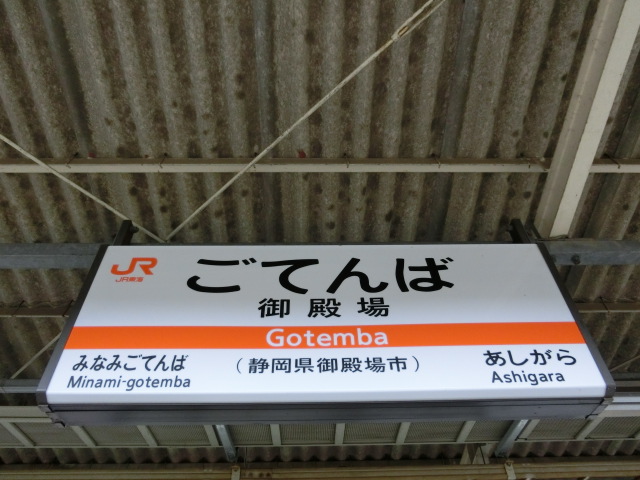 JR
JR東海
ごてんば
御殿場
Gotemba
みなみごてんば
Minami-gotemba
（静岡県御殿場市）
あしがら
Ashigara